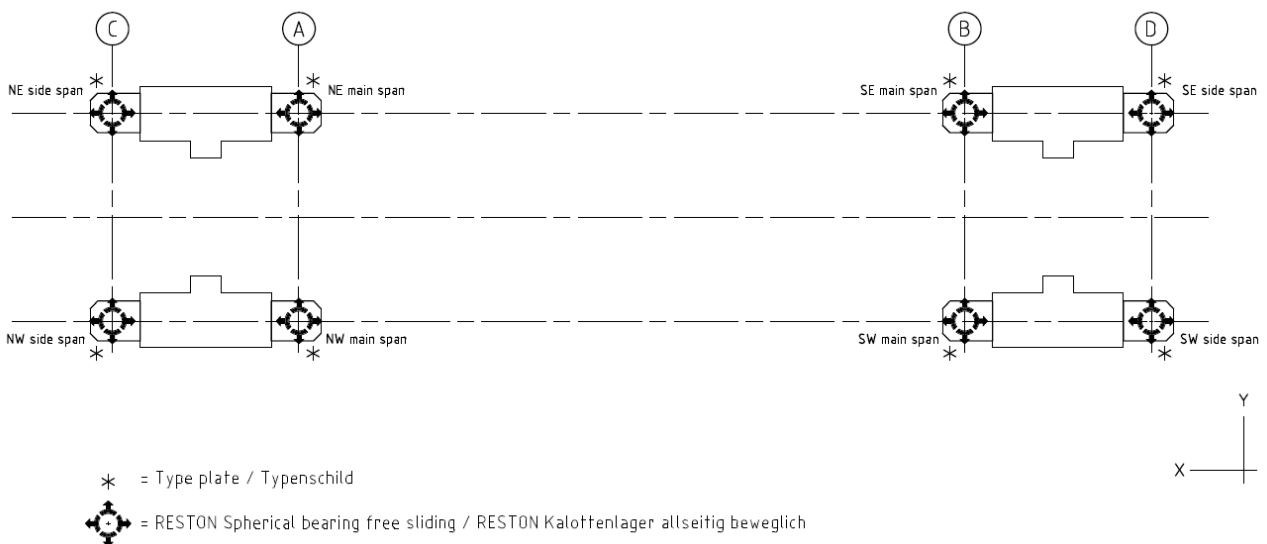 C A B D
NE side span NE main span SE main span SE side span
NW side span NW main span SW main span SW side span
Y
X
* = Type plate / Typenschild
= RESTON Spherical bearing free sliding / RESTON Kalottenlager allseitig beweglich